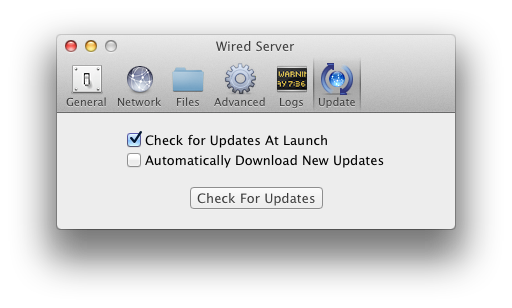 Wired Server
WARNIN
AY 7:36
General Network Files Advanced Logs Update
Check for Updates At Launch
Automatically Download New Updates
Check For Updates